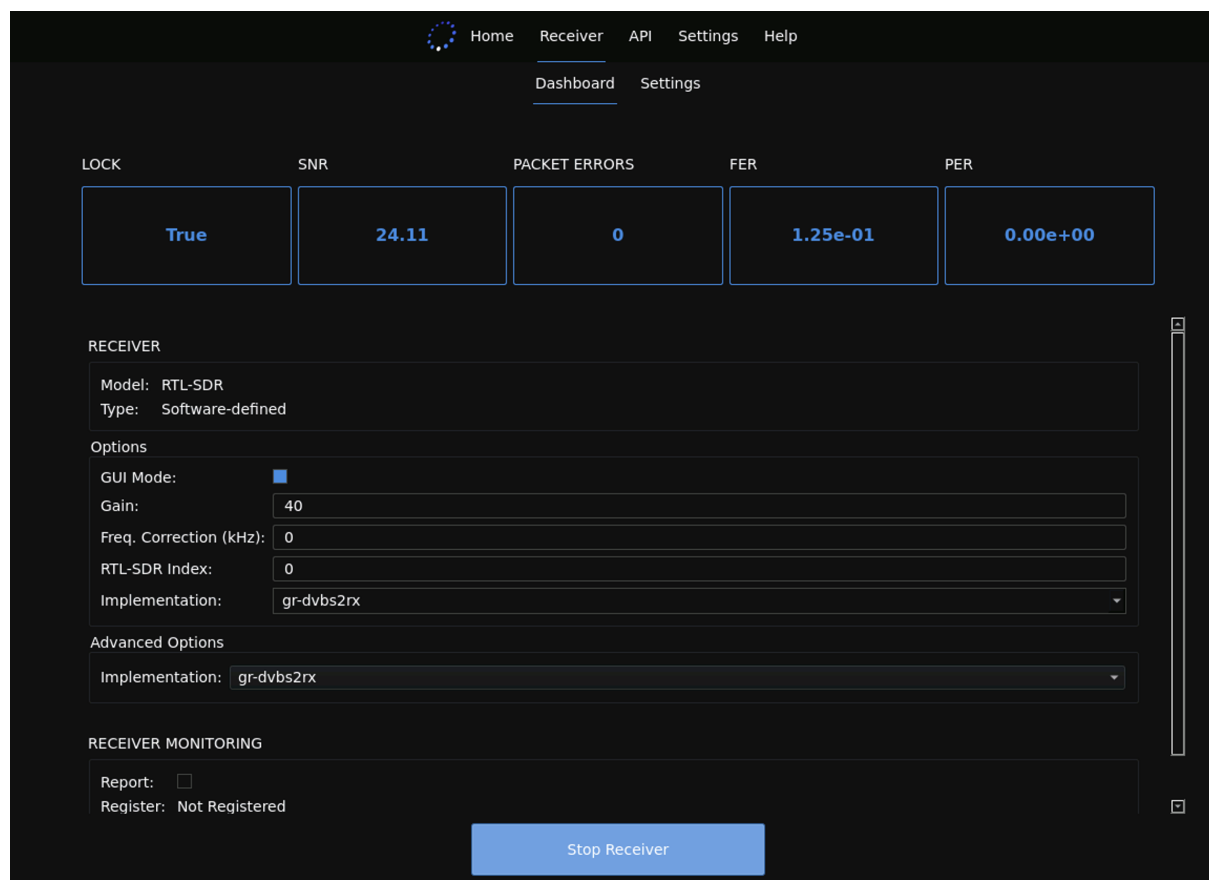 Home Receiver API Settings Help
Dashboard Settings
LOCK SNR PACKET ERRORS FER PER
True 24.11 0 1.25e-01 0.00e+00
RECEIVER
Model: RTL-SDR
Type: Software-defined
Options
GUI Mode:
Gain: 40
Freq. Correction (kHz): 0
RTL-SDR Index: 0
Implementation: gr-dvbs2rx
Advanced Options
Implementation: gr-dvbs2rx
RECEIVER MONITORING
Report:
Register: Not Registered
Stop Receiver